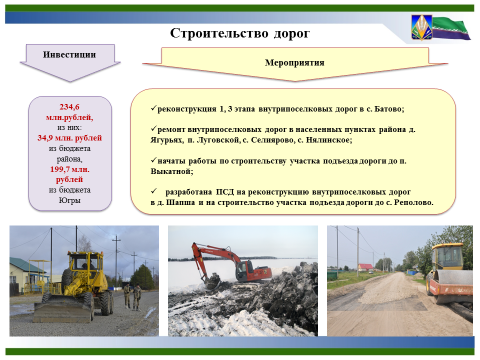 Строительство дорог
Инвестиции
234,6
млн.рублей,
из них:
34,9 млн. рублей
из бюджета
района,
199,7 млн.
рублей
из бюджета
Югры
Мероприятия
✓реконструкция 1, 3 этапа внутрипоселковых дорог в с. Батово;
✓ремонт внутрипоселковых дорог в населенных пунктах района д.
Ягурьях, п. Луговской, с. Селиярово, с. Нялинское;
✓начаты работы по строительству участка подъезда дороги до п.
Выкатной;
✓ разработана ПСД на реконструкцию внутрипоселковых дорог
в д. Шапша и на строительство участка подъезда дороги до с. Реполово.